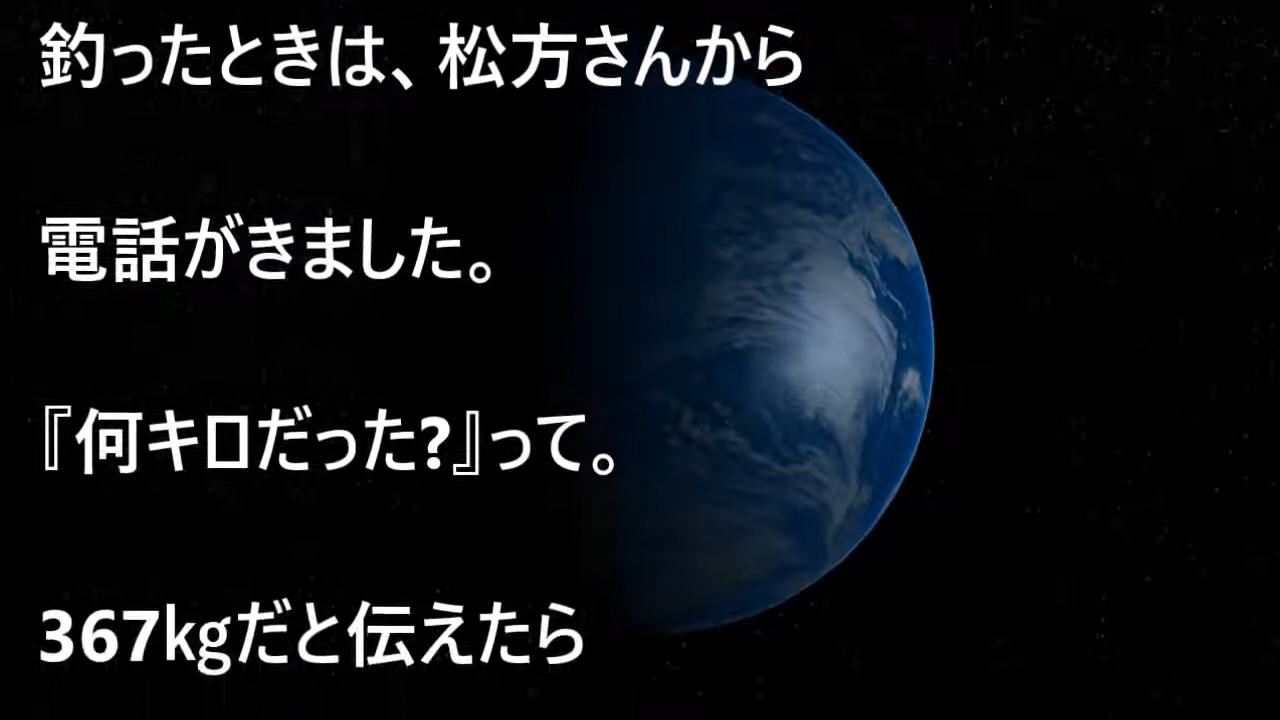 釣ったときは、松方さんから
電話がきました。
『何キロだった?』って。
367㎏だと伝えたら